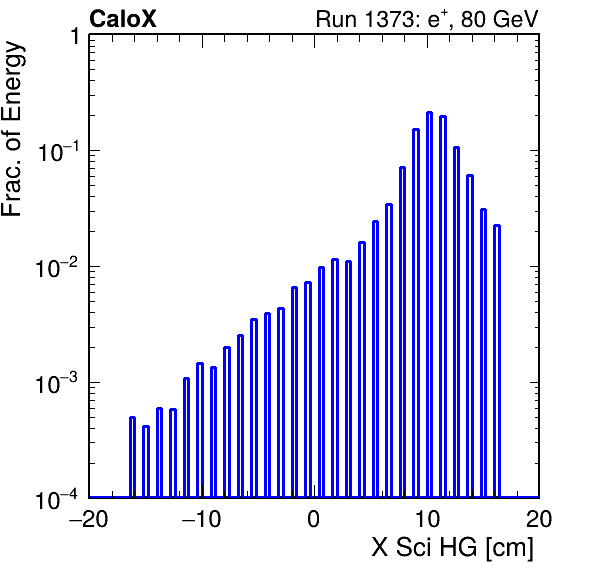 CaloX Run 1373: e⁺, 80 GeV
Frac. of Energy
1
10⁻¹
10⁻²
10⁻³
10⁻⁴
−20 −10 0 10 20
X Sci HG [cm]